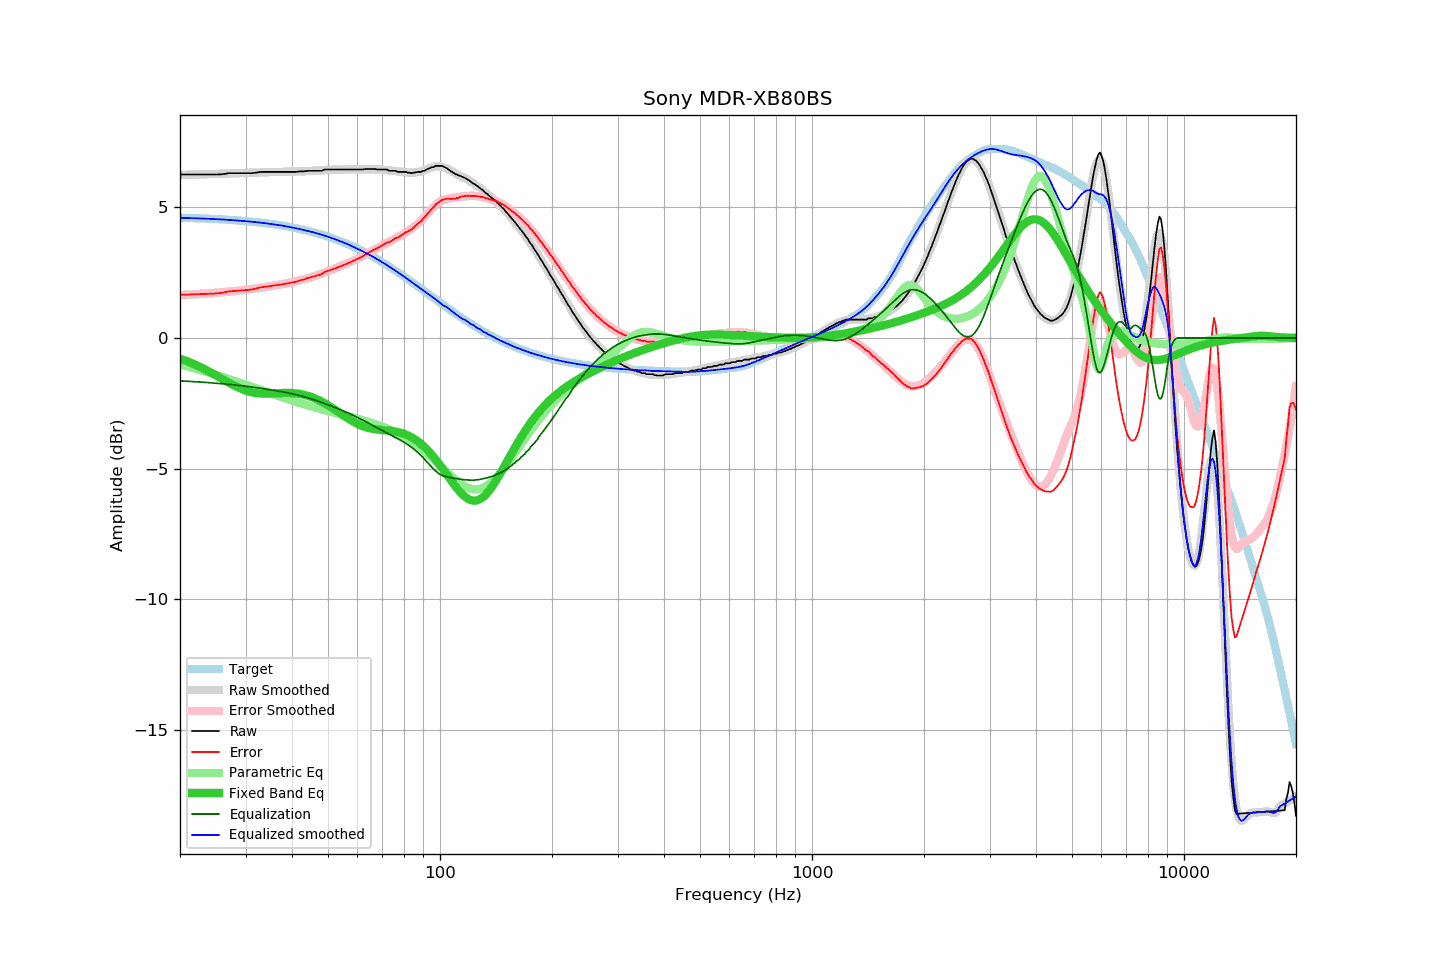 Sony MDR-XB80BS
Amplitude (dBr)
5
0
−5
−10
−15
Target
Raw Smoothed
Error Smoothed
Raw
Error
Parametric Eq
Fixed Band Eq
Equalization
Equalized smoothed
100
1000
10000
Frequency (Hz)